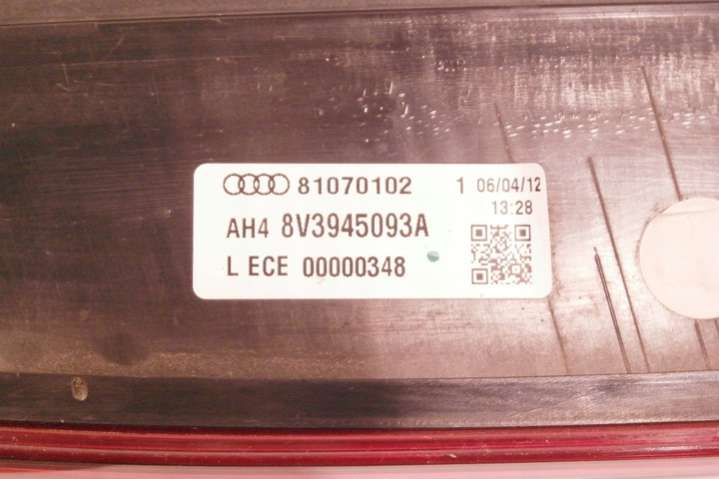 81070102 1 06/04/12
13:28
AH4 8V3945093A
L ECE 00000348